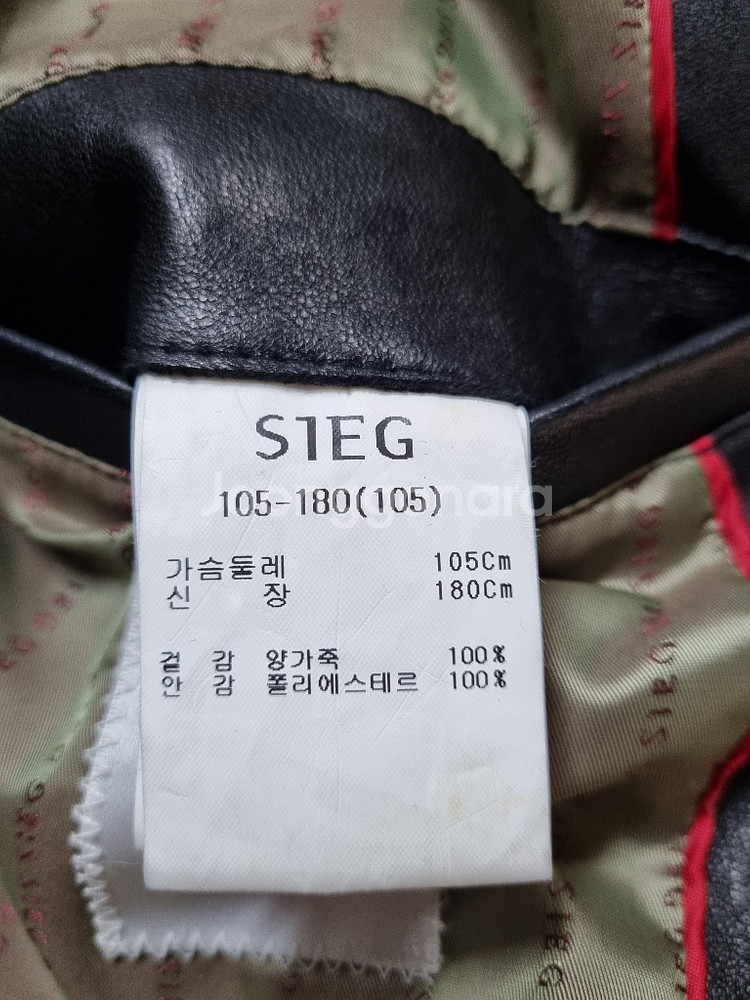 SIEG
105-180(105)
Joonggonara
가슴둘레 105Cm
신 장 180Cm
겉 감 양가죽 100%
안 감 폴리에스테르 100%
SIEG